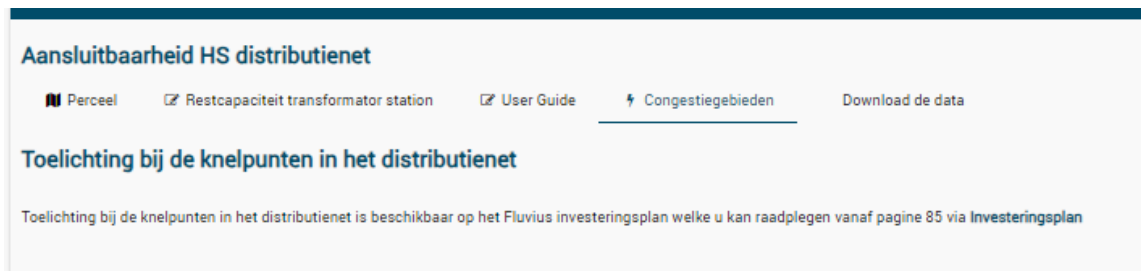 Aansluitbaarheid HS distributienet
Perceel Restcapaciteit transformator station User Guide Congestiegebieden Download de data
Toelichting bij de knelpunten in het distributienet
Toelichting bij de knelpunten in het distributienet is beschikbaar op het Fluvius investeringsplan welke u kan raadplegen vanaf pagine 85 via Investeringsplan